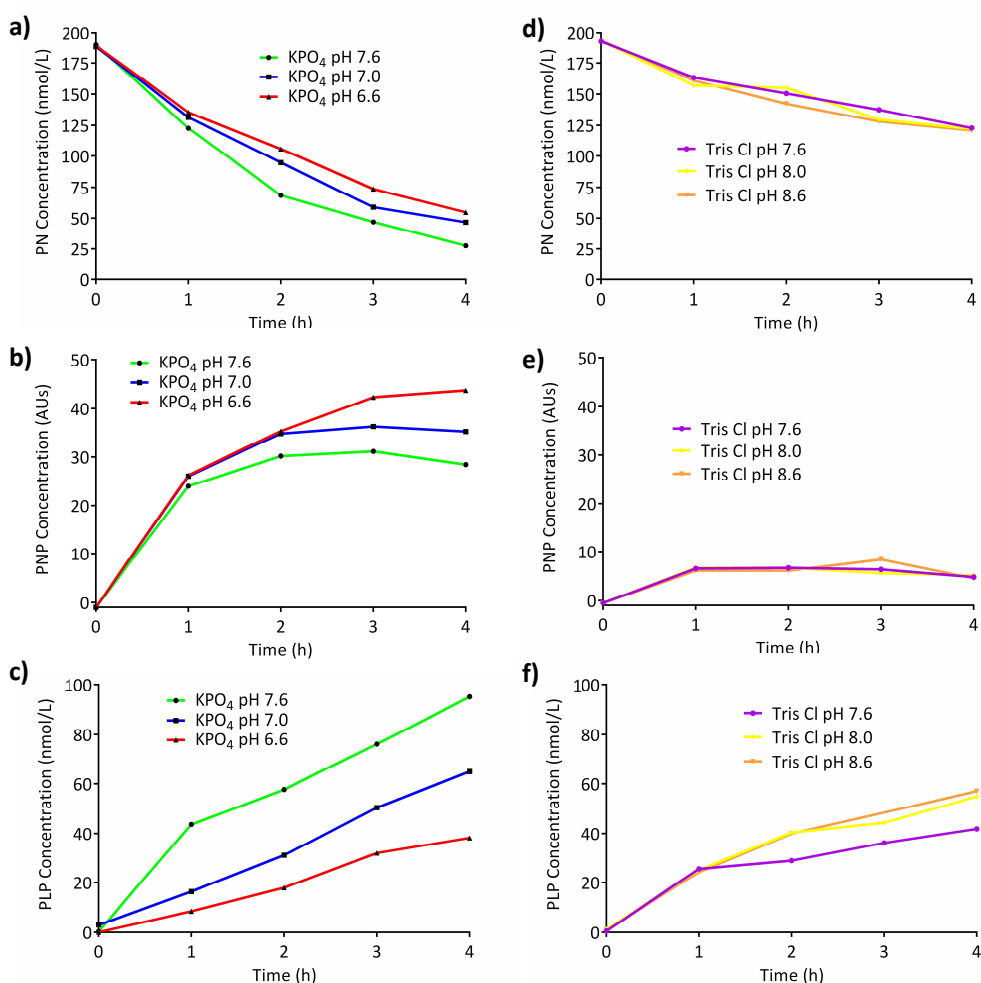 a)
PN Concentration (nmol/L)
200
175
150
125
100
75
50
25
0
KPO4 pH 7.6
KPO4 pH 7.0
KPO4 pH 6.6
0 1 2 3 4
Time (h)
d)
PN Concentration (nmol/L)
200
175
150
125
100
75
50
25
0
Tris Cl pH 7.6
Tris Cl pH 8.0
Tris Cl pH 8.6
0 1 2 3 4
Time (h)
b)
PNP Concentration (AUs)
50
40
30
20
10
0
KPO4 pH 7.6
KPO4 pH 7.0
KPO4 pH 6.6
0 1 2 3 4
Time (h)
e)
PNP Concentration (AUs)
50
40
30
20
10
0
Tris Cl pH 7.6
Tris Cl pH 8.0
Tris Cl pH 8.6
0 1 2 3 4
Time (h)
c)
PLP Concentration (nmol/L)
100
80
60
40
20
0
KPO4 pH 7.6
KPO4 pH 7.0
KPO4 pH 6.6
0 1 2 3 4
Time (h)
f)
PLP Concentration (nmol/L)
100
80
60
40
20
0
Tris Cl pH 7.6
Tris Cl pH 8.0
Tris Cl pH 8.6
0 1 2 3 4
Time (h)